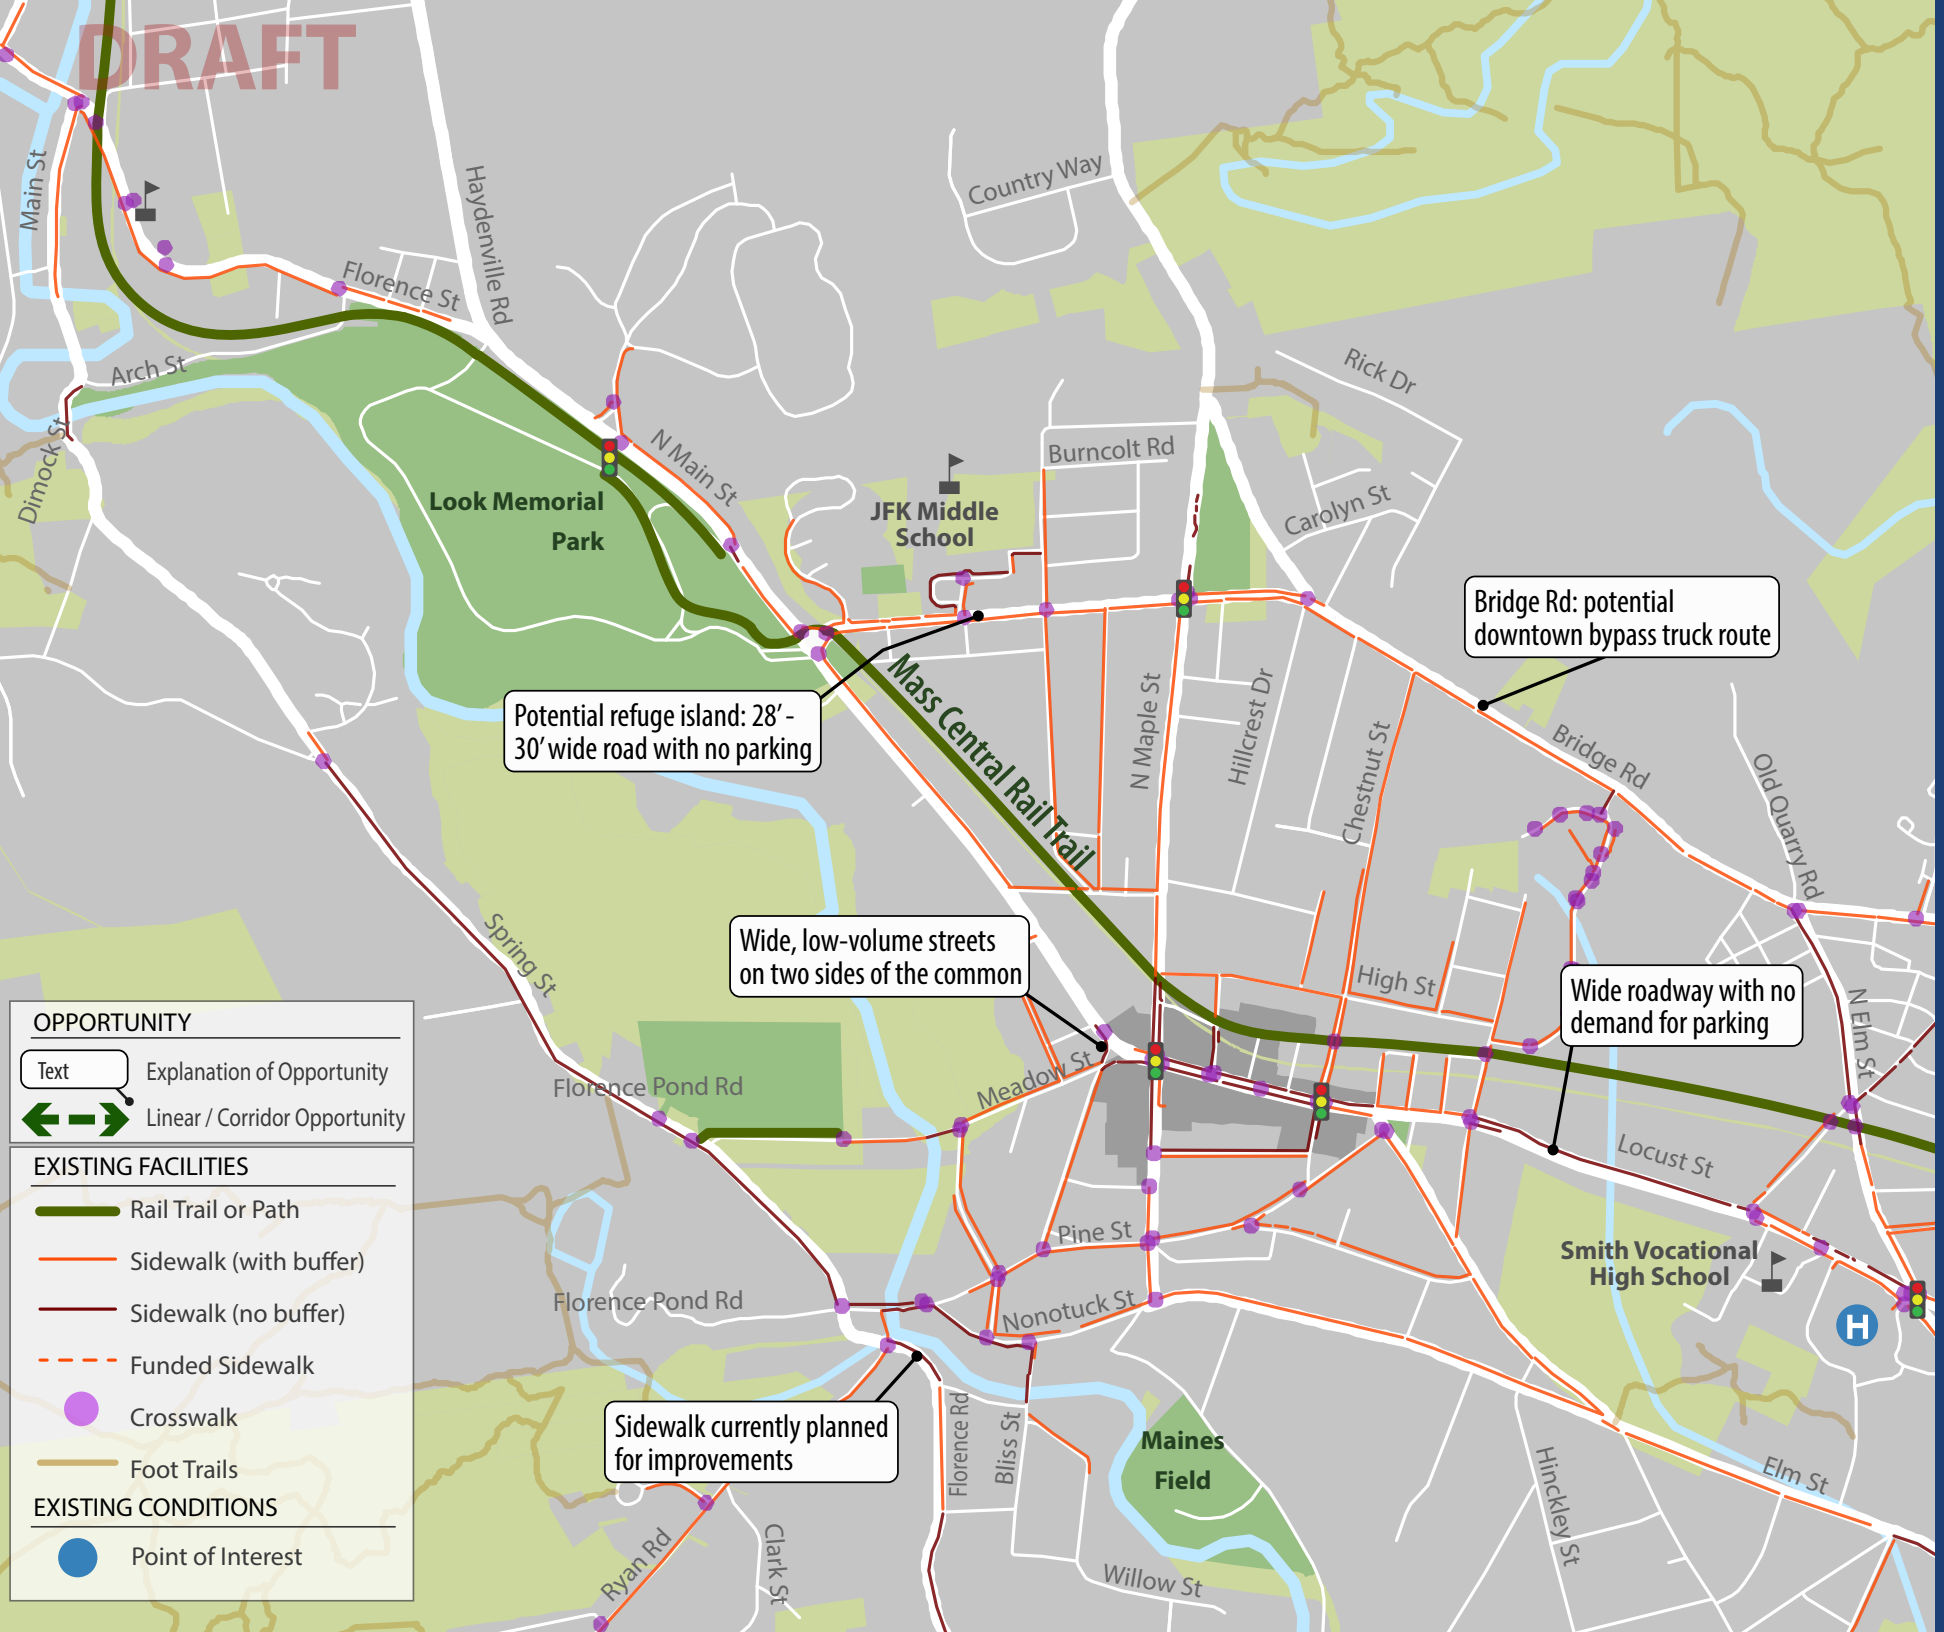 DRAFT
Main St
Haydenville Rd
Country Way
Florence St
Arch St
Dimock St
N Main St
Rick Dr
Burncolt Rd
Carolyn St
Look Memorial
Park
JFK Middle
School
Bridge Rd: potential
downtown bypass truck route
Potential refuge island: 28' -
30' wide road with no parking
Mass Central Rail Trail
N Maple St
Hillcrest Dr
Chestnut St
Bridge Rd
Old Quarry Rd
Spring St
Wide, low-volume streets
on two sides of the common
High St
Wide roadway with no
demand for parking
N Elm St
Florence Pond Rd
Meadow St
Locust St
Pine St
Smith Vocational
High School
H
Florence Pond Rd
Nonotuck St
Sidewalk currently planned
for improvements
Florence Rd
Bliss St
Maines
Field
Elm St
Hinckley St
Ryan Rd
Clark St
Willow St
OPPORTUNITY
Text
Explanation of Opportunity
Linear / Corridor Opportunity
EXISTING FACILITIES
Rail Trail or Path
Sidewalk (with buffer)
Sidewalk (no buffer)
Funded Sidewalk
Crosswalk
Foot Trails
EXISTING CONDITIONS
Point of Interest